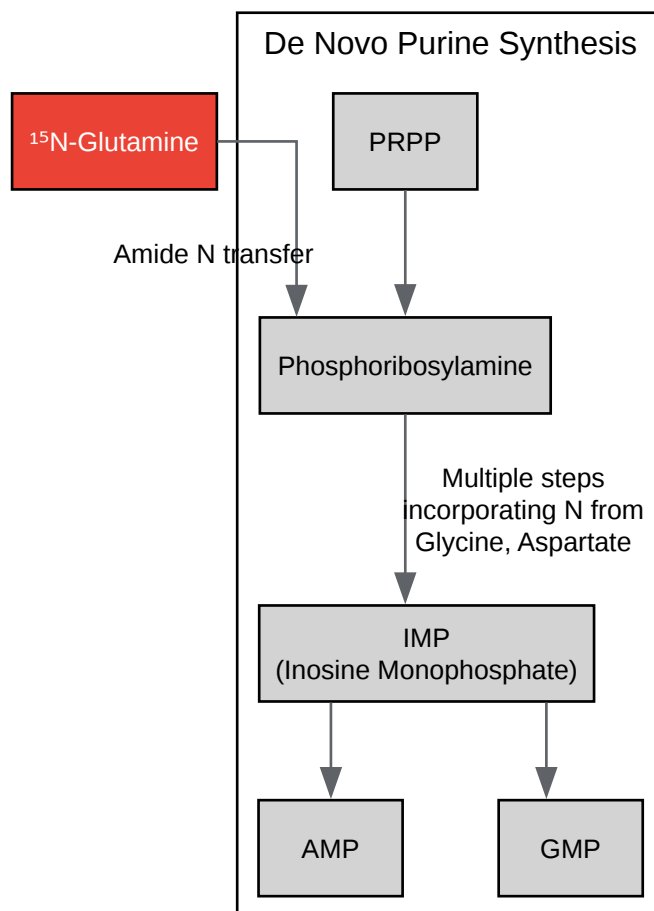 De Novo Purine Synthesis
¹⁵N-Glutamine
PRPP
Amide N transfer
Phosphoribosylamine
Multiple steps
incorporating N from
Glycine, Aspartate
IMP
(Inosine Monophosphate)
AMP
GMP